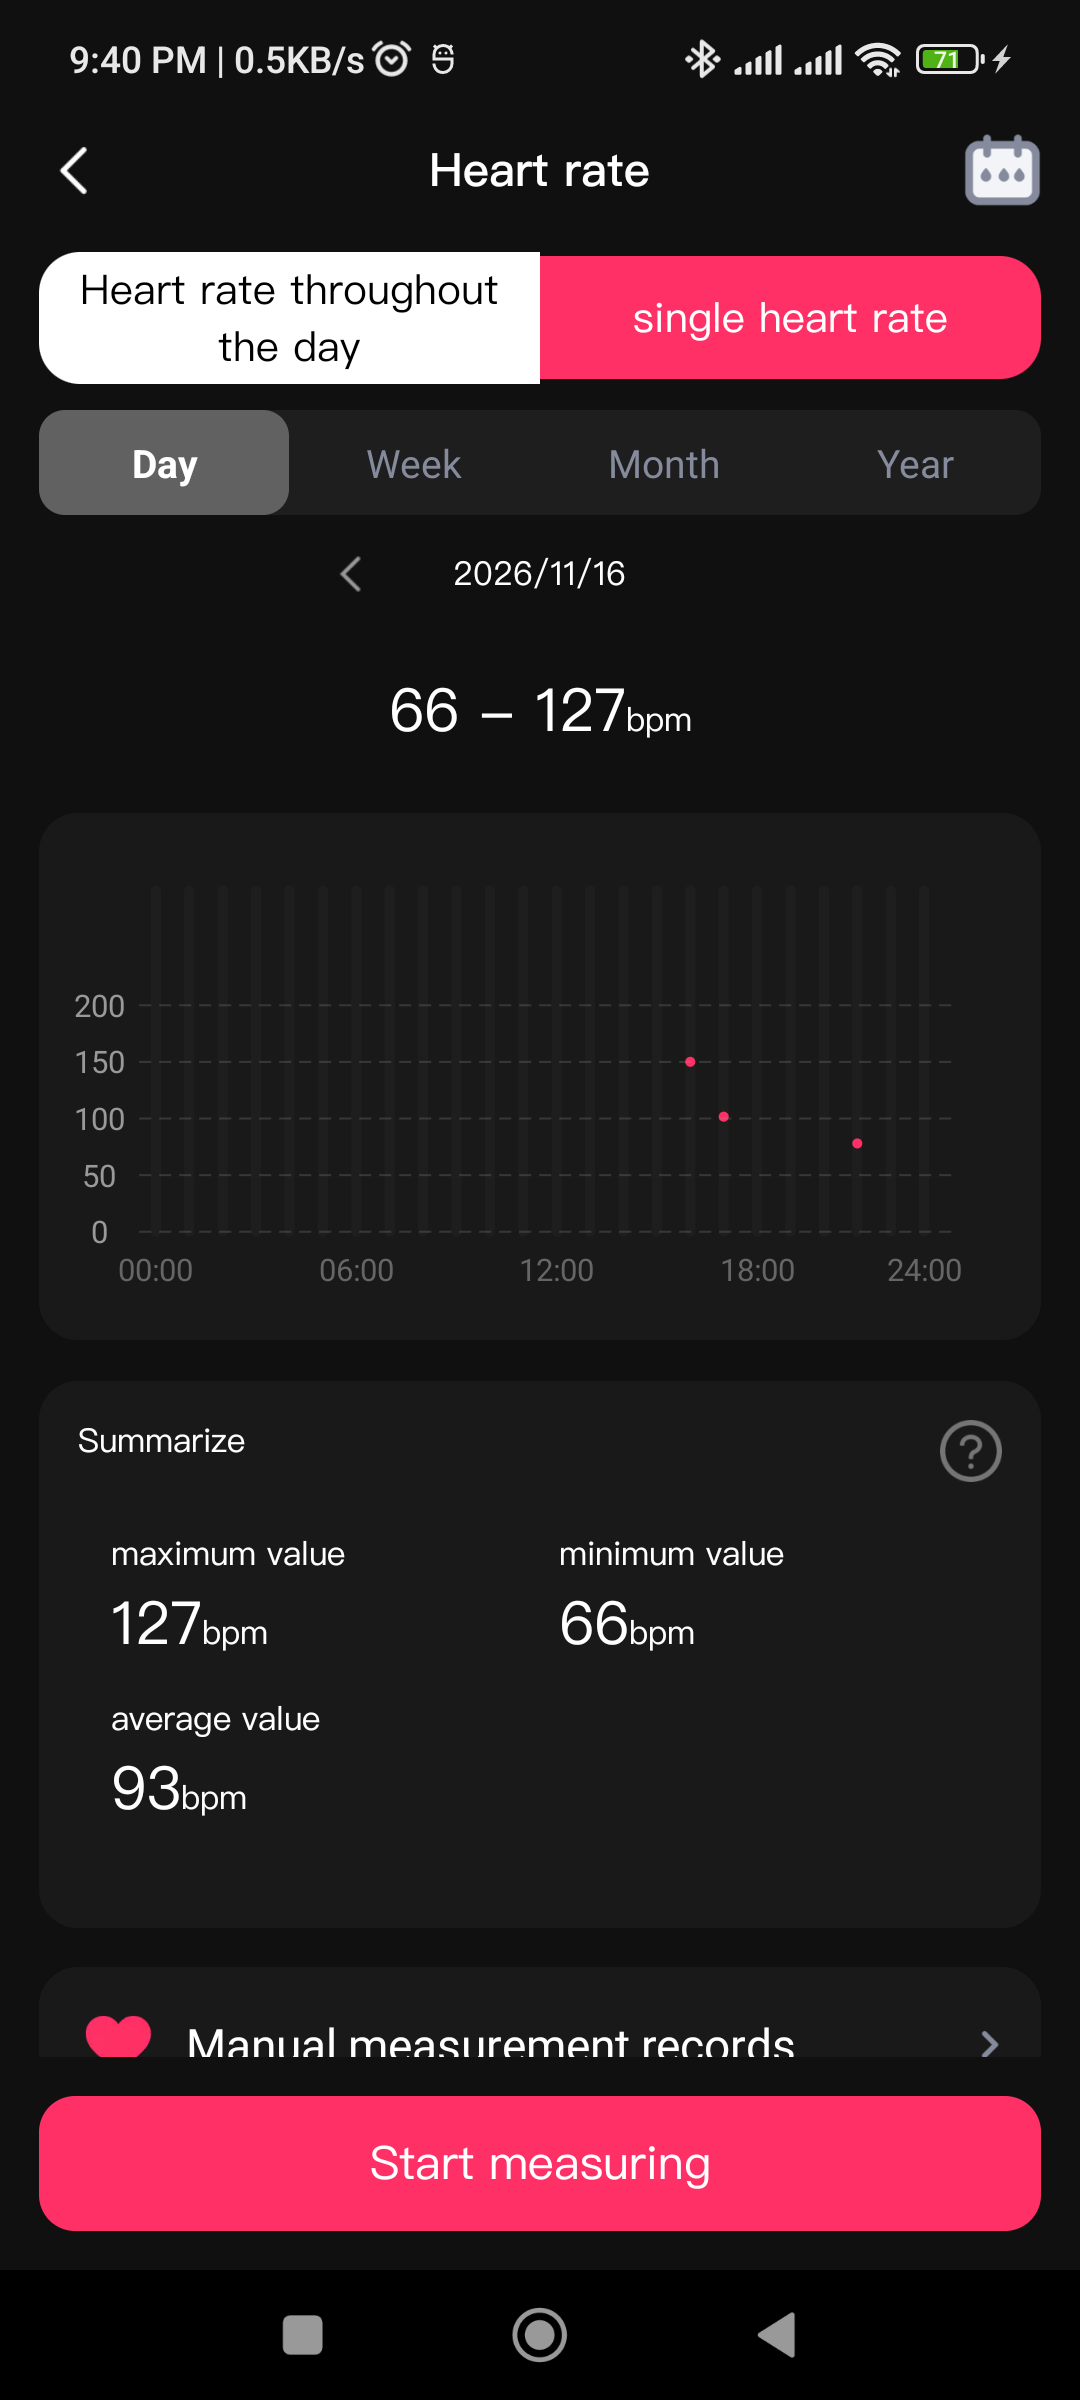 9:40 PM | 0.5KB/s
71
Heart rate
Heart rate throughout
the day
single heart rate
Day
Week
Month
Year
2026/11/16
66 – 127bpm
200
150
100
50
0
00:00
06:00
12:00
18:00
24:00
Summarize
?
maximum value
minimum value
127bpm
66bpm
average value
93bpm
Manual measurement records
Start measuring